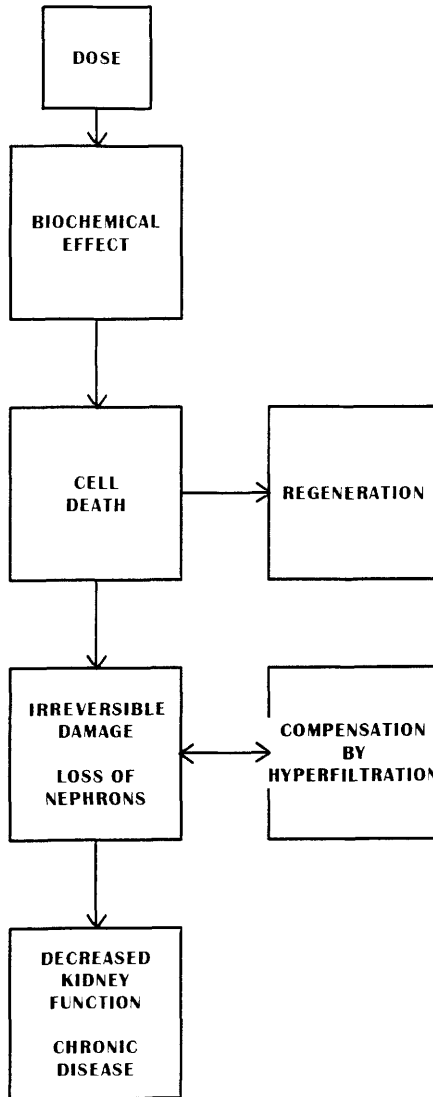 DOSE
BIOCHEMICAL
EFFECT
CELL
DEATH
REGENERATION
IRREVERSIBLE
DAMAGE
LOSS OF
NEPHRONS
COMPENSATION
BY
HYPERFILTRATION
DECREASED
KIDNEY
FUNCTION
CHRONIC
DISEASE